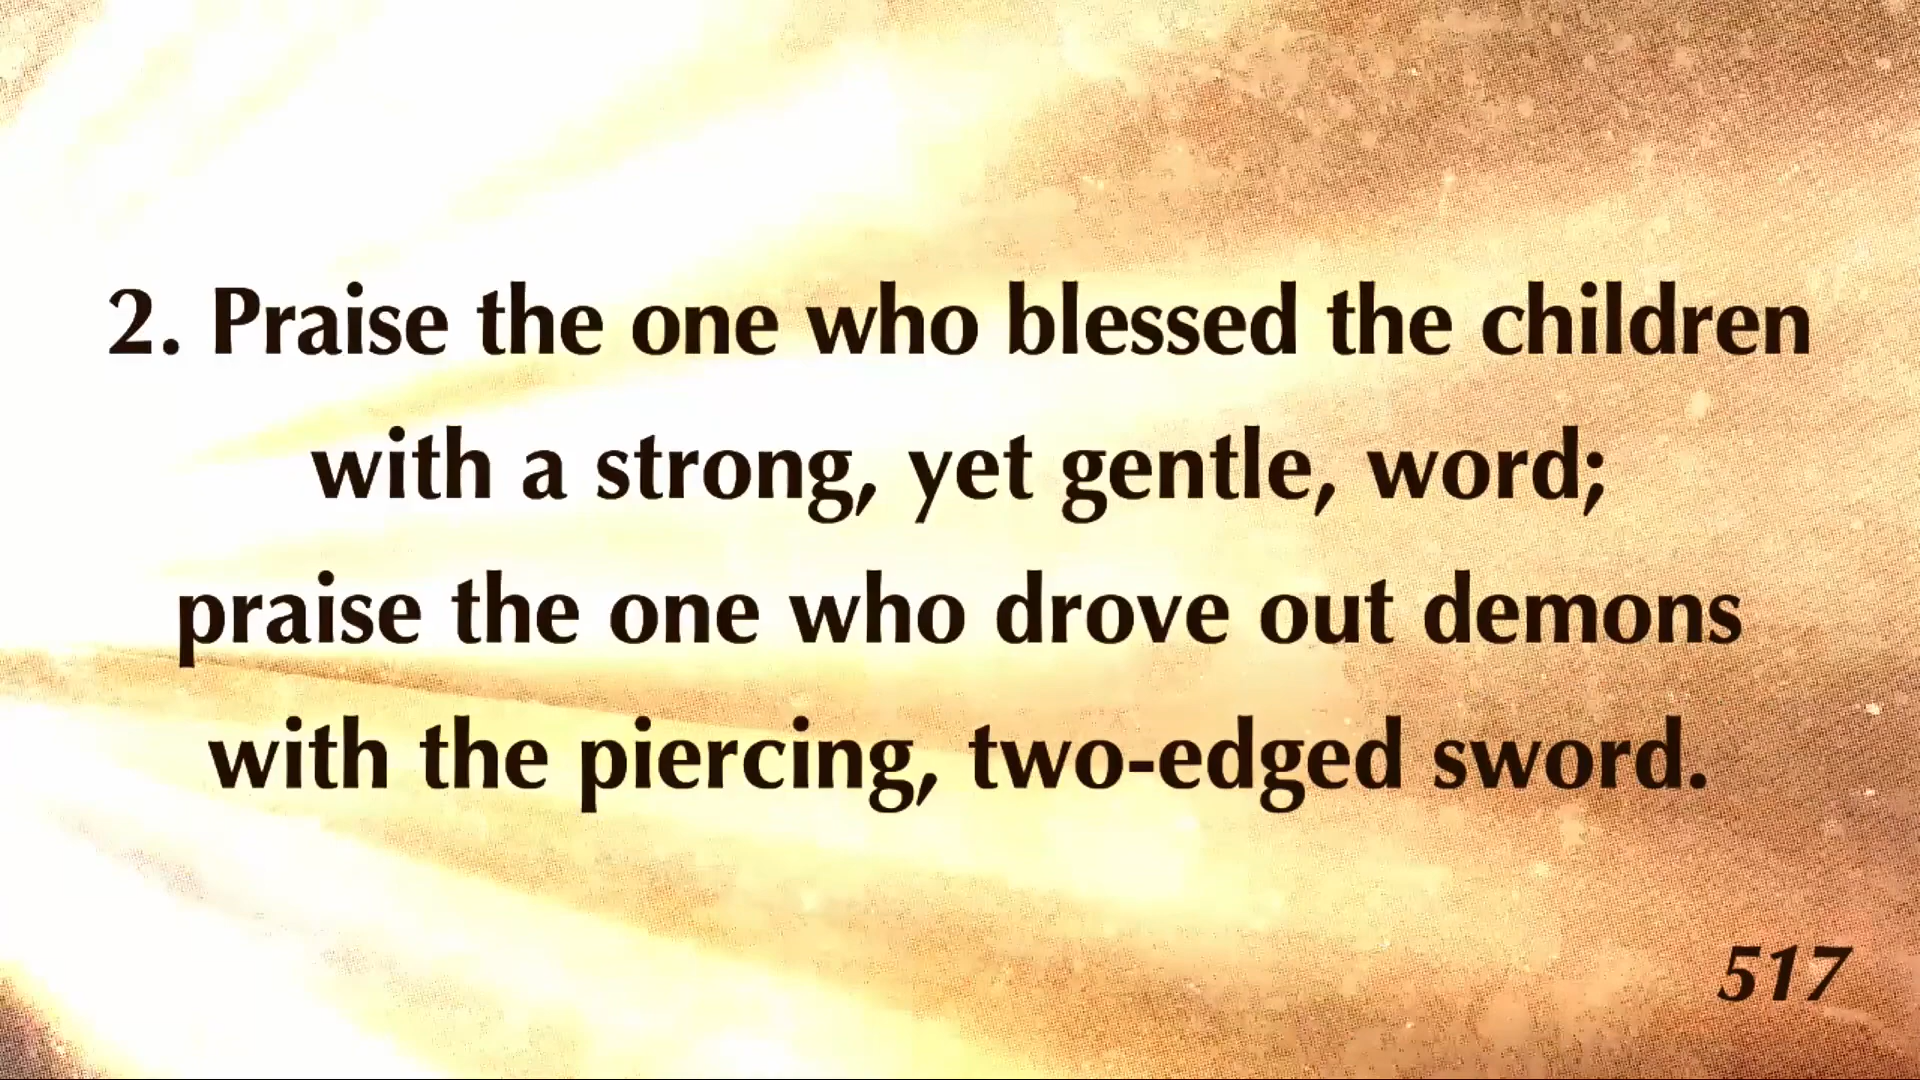 2. Praise the one who blessed the children
with a strong, yet gentle, word;
praise the one who drove out demons
with the piercing, two-edged sword.
517